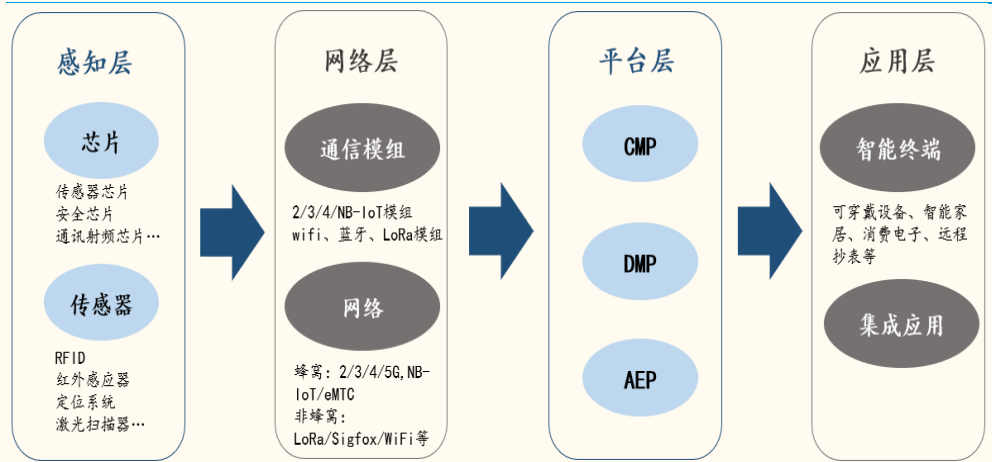 感知层
芯片
传感器芯片
安全芯片
通讯射频芯片…
传感器
RFID
红外感应器
定位系统
激光扫描器…
网络层
通信模组
2/3/4/NB-IoT模组
wifi、蓝牙、LoRa模组
网络
蜂窝：2/3/4/5G,NB-
IoT/eMTC
非蜂窝：
LoRa/Sigfox/WiFi等
平台层
CMP
DMP
AEP
应用层
智能终端
可穿戴设备、智能家
居、消费电子、远程
抄表等
集成应用